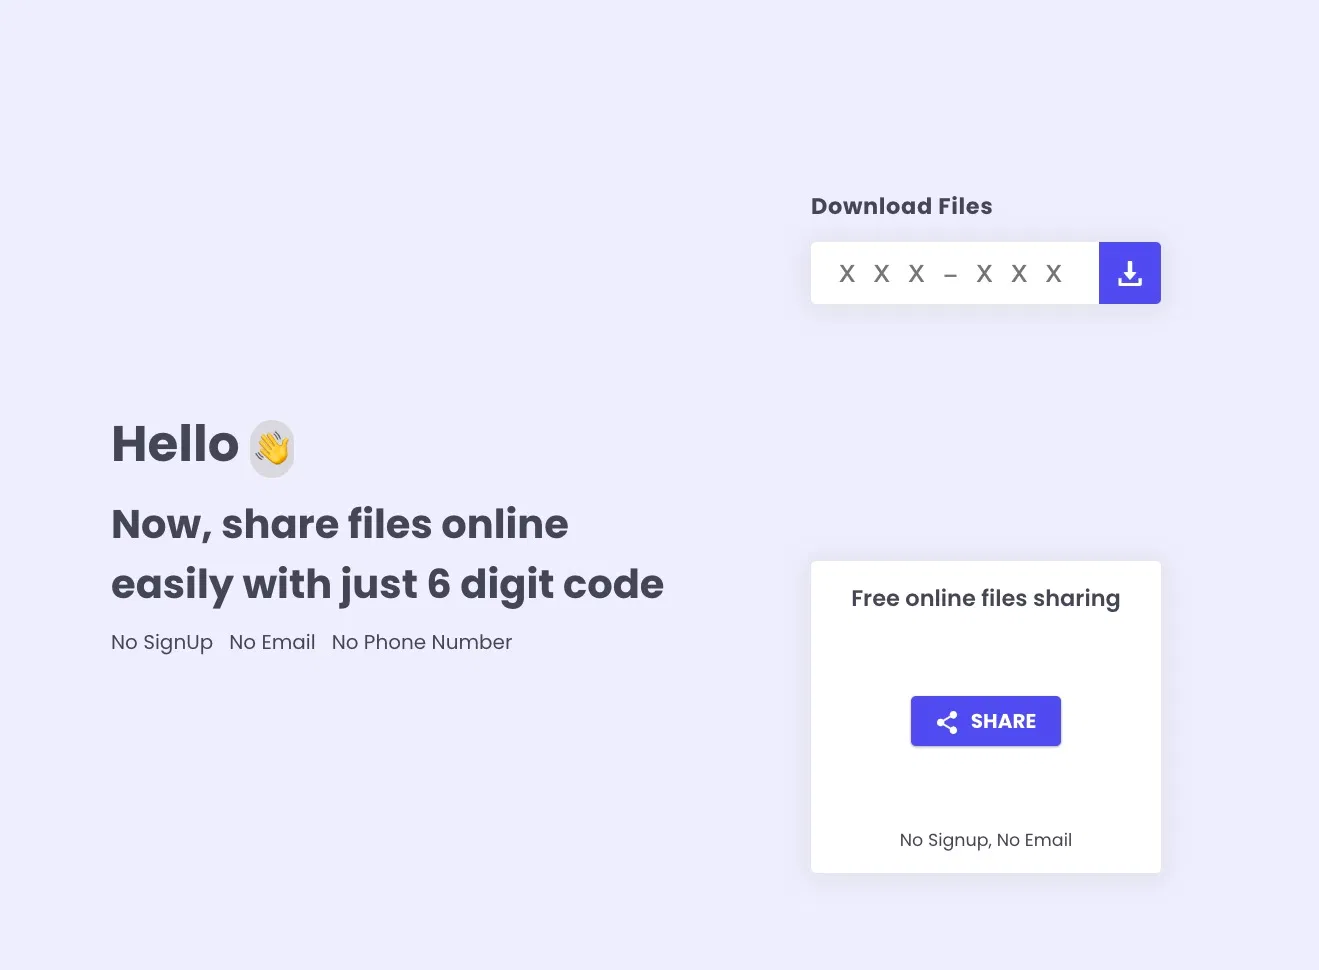 Hello 👋
Now, share files online
easily with just 6 digit code
No SignUp No Email No Phone Number
Download Files
X X X – X X X
Free online files sharing
SHARE
No Signup, No Email